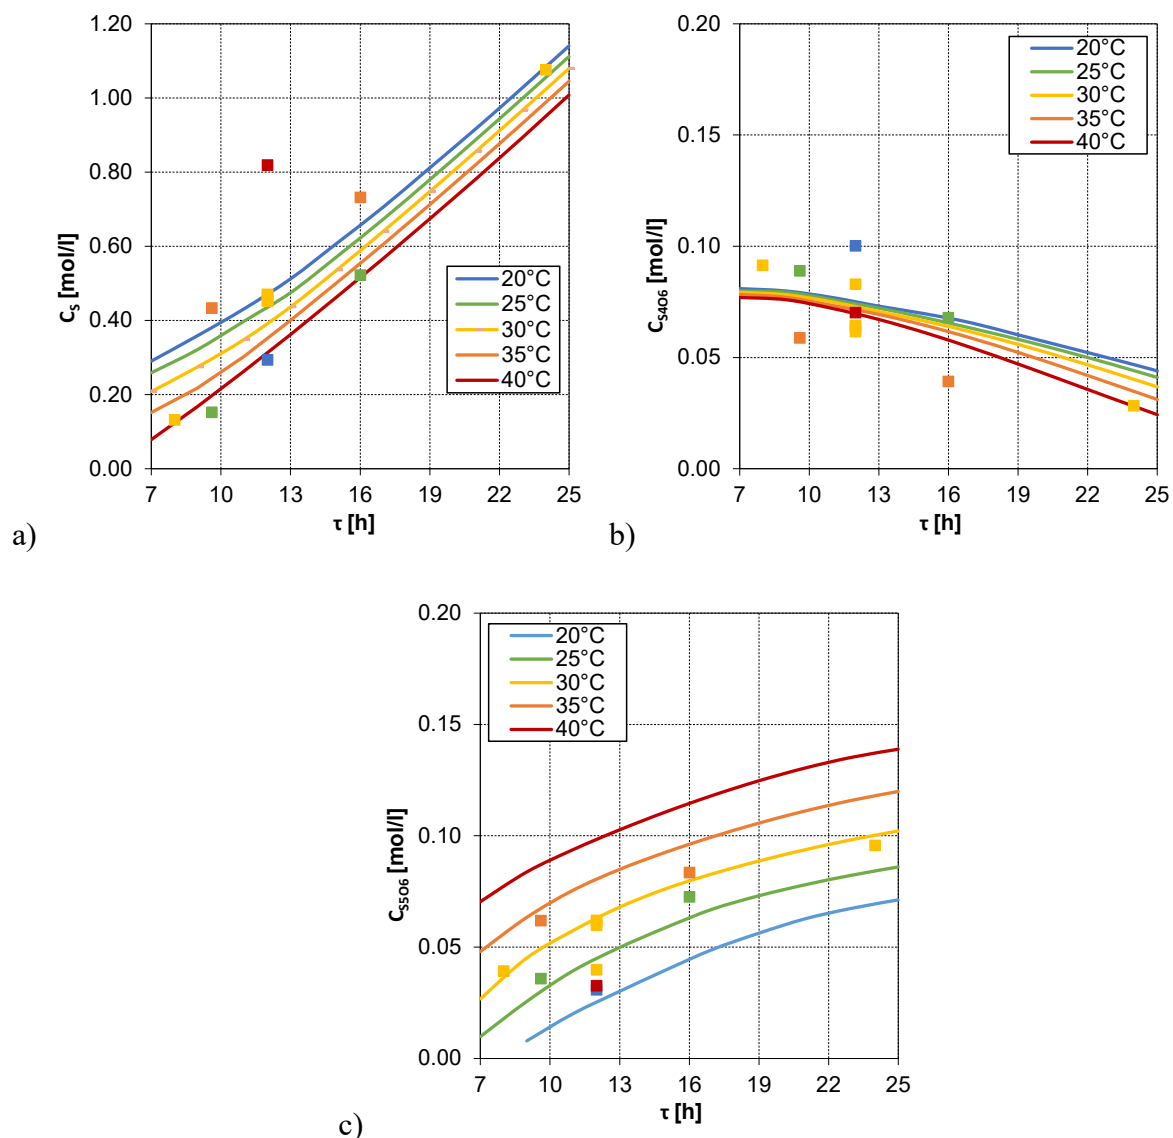 1.20
1.00
0.80
0.60
0.40
0.20
0.00
C_S [mol/l]
7 10 13 16 19 22 25
τ [h]
20°C
25°C
30°C
35°C
40°C
a)
0.20
0.15
0.10
0.05
0.00
C_S4O6 [mol/l]
7 10 13 16 19 22 25
τ [h]
20°C
25°C
30°C
35°C
40°C
b)
0.20
0.15
0.10
0.05
0.00
C_S5O6 [mol/l]
7 10 13 16 19 22 25
τ [h]
20°C
25°C
30°C
35°C
40°C
c)